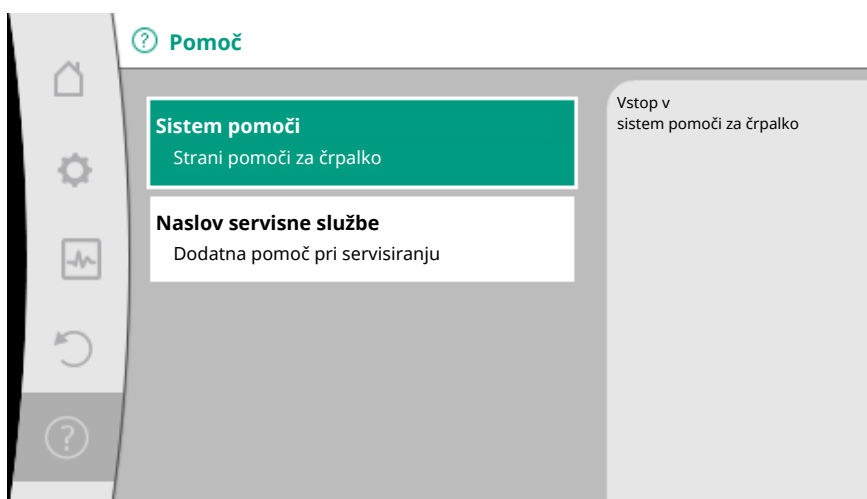 Pomoč
Sistem pomoči
Strani pomoči za črpalko
Naslov servisne službe
Dodatna pomoč pri servisiranju
Vstop v
sistem pomoči za črpalko